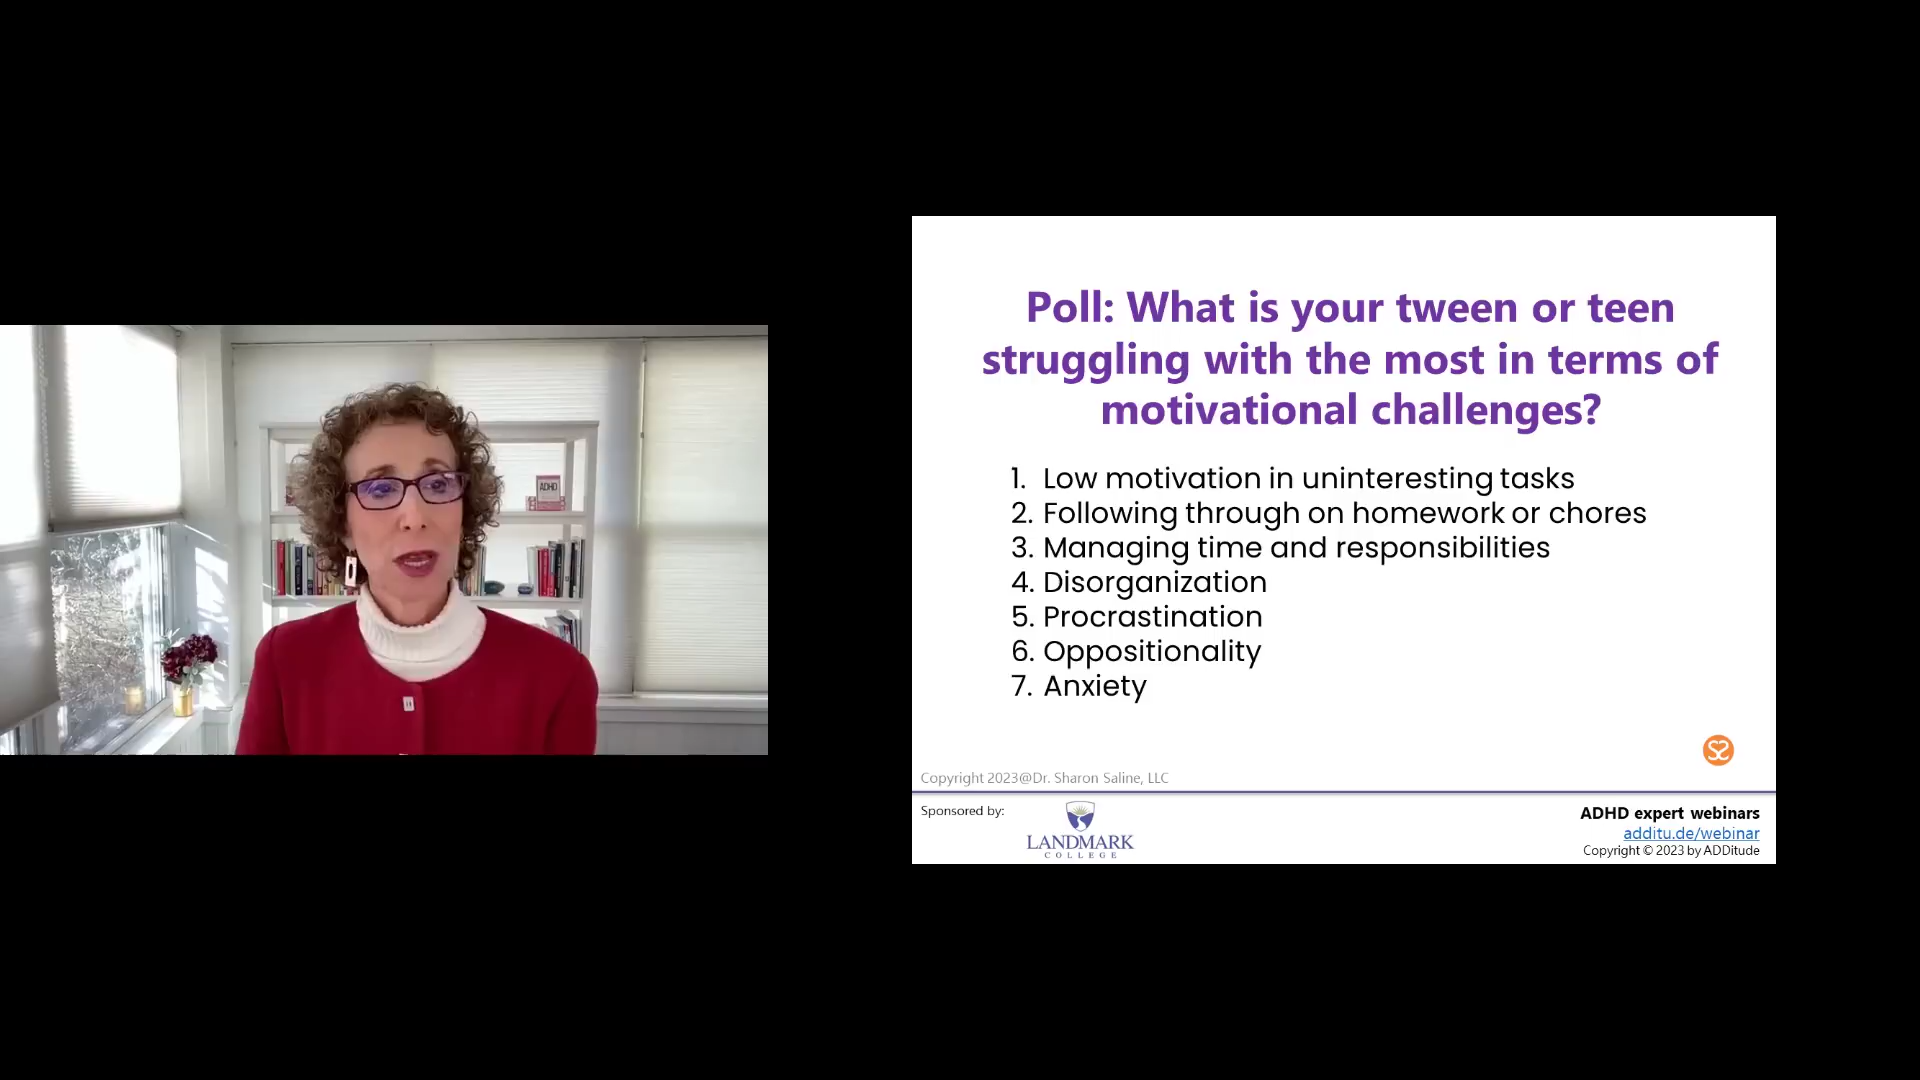 ADHD
Poll: What is your tween or teen
struggling with the most in terms of
motivational challenges?
1. Low motivation in uninteresting tasks
2. Following through on homework or chores
3. Managing time and responsibilities
4. Disorganization
5. Procrastination
6. Oppositionality
7. Anxiety
Copyright 2023@Dr. Sharon Saline, LLC
Sponsored by:
LANDMARK
COLLEGE
ADHD expert webinars
additu.de/webinar
Copyright © 2023 by ADDitude